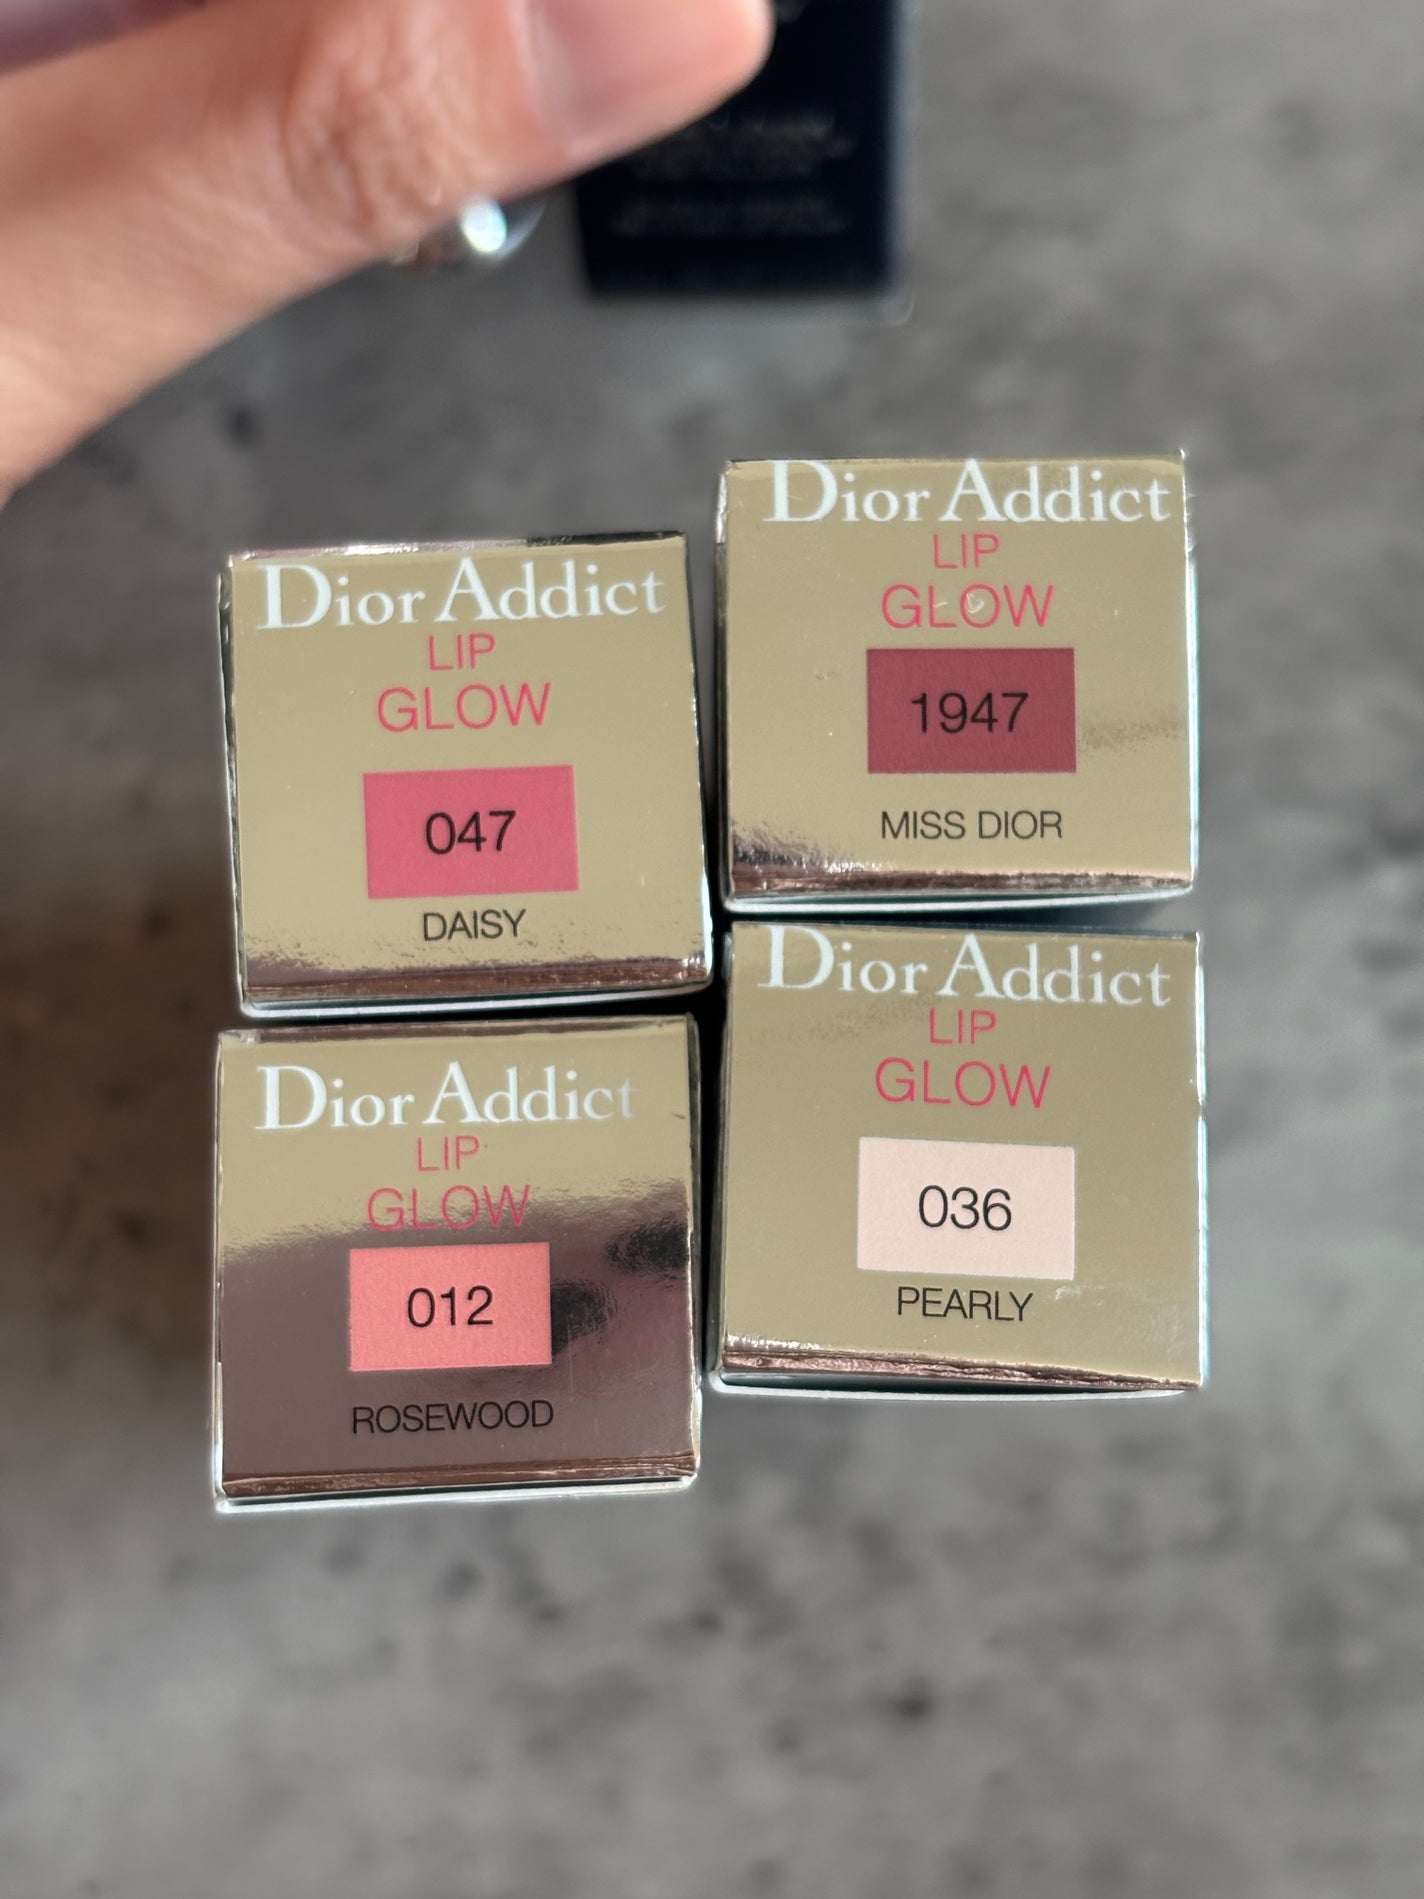 Dior Addict
LIP
GLOW
047
DAISY
Dior Addict
LIP
GLOW
1947
MISS DIOR
Dior Addict
LIP
GLOW
012
ROSEWOOD
Dior Addict
LIP
GLOW
036
PEARLY